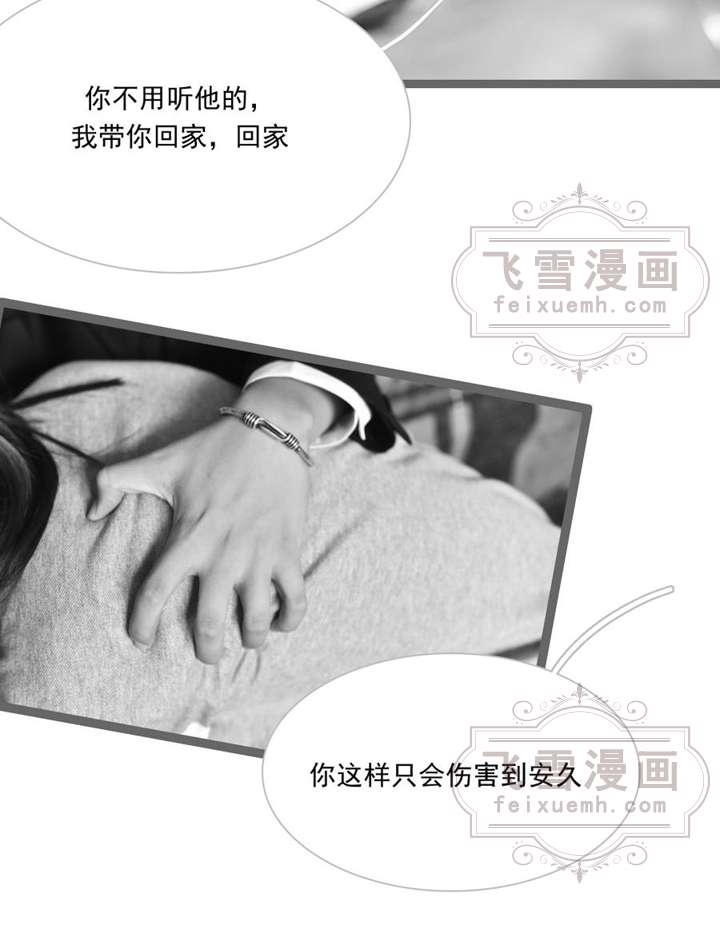 你不用听他的，
我带你回家，回家
飞雪漫画
feixuemh.com
你这样只会伤害到安久
飞雪漫画
feixuemh.com